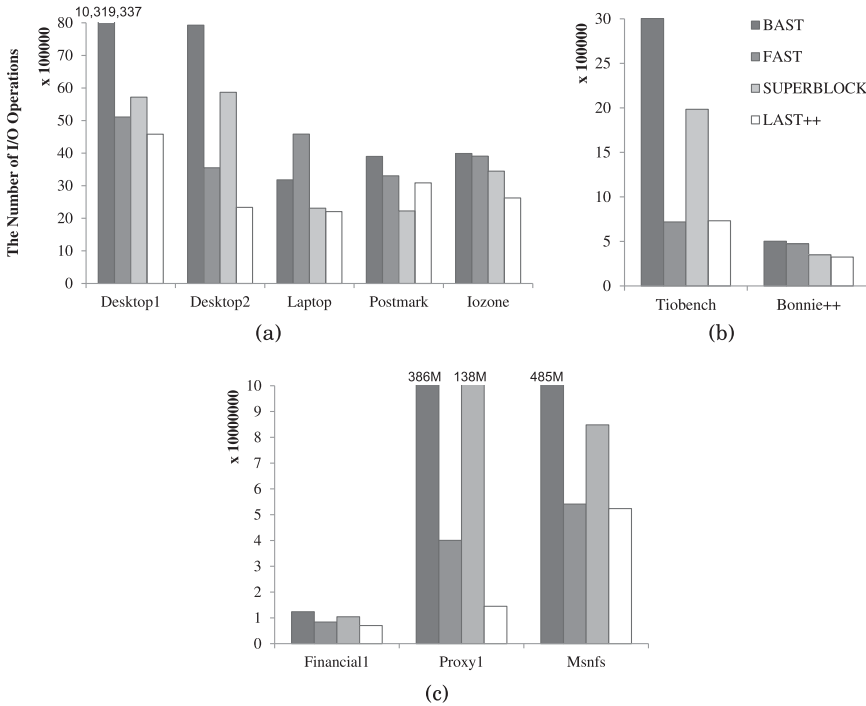 10,319,337
The Number of I/O Operations
x 100000
80
70
60
50
40
30
20
10
0
Desktop1 Desktop2 Laptop Postmark Iozone
(a)
x 100000
30
25
20
15
10
5
0
BAST
FAST
SUPERBLOCK
LAST++
Tiobench Bonnie++
(b)
386M 138M 485M
x 10000000
10
9
8
7
6
5
4
3
2
1
0
Financial1 Proxy1 Msnfs
(c)